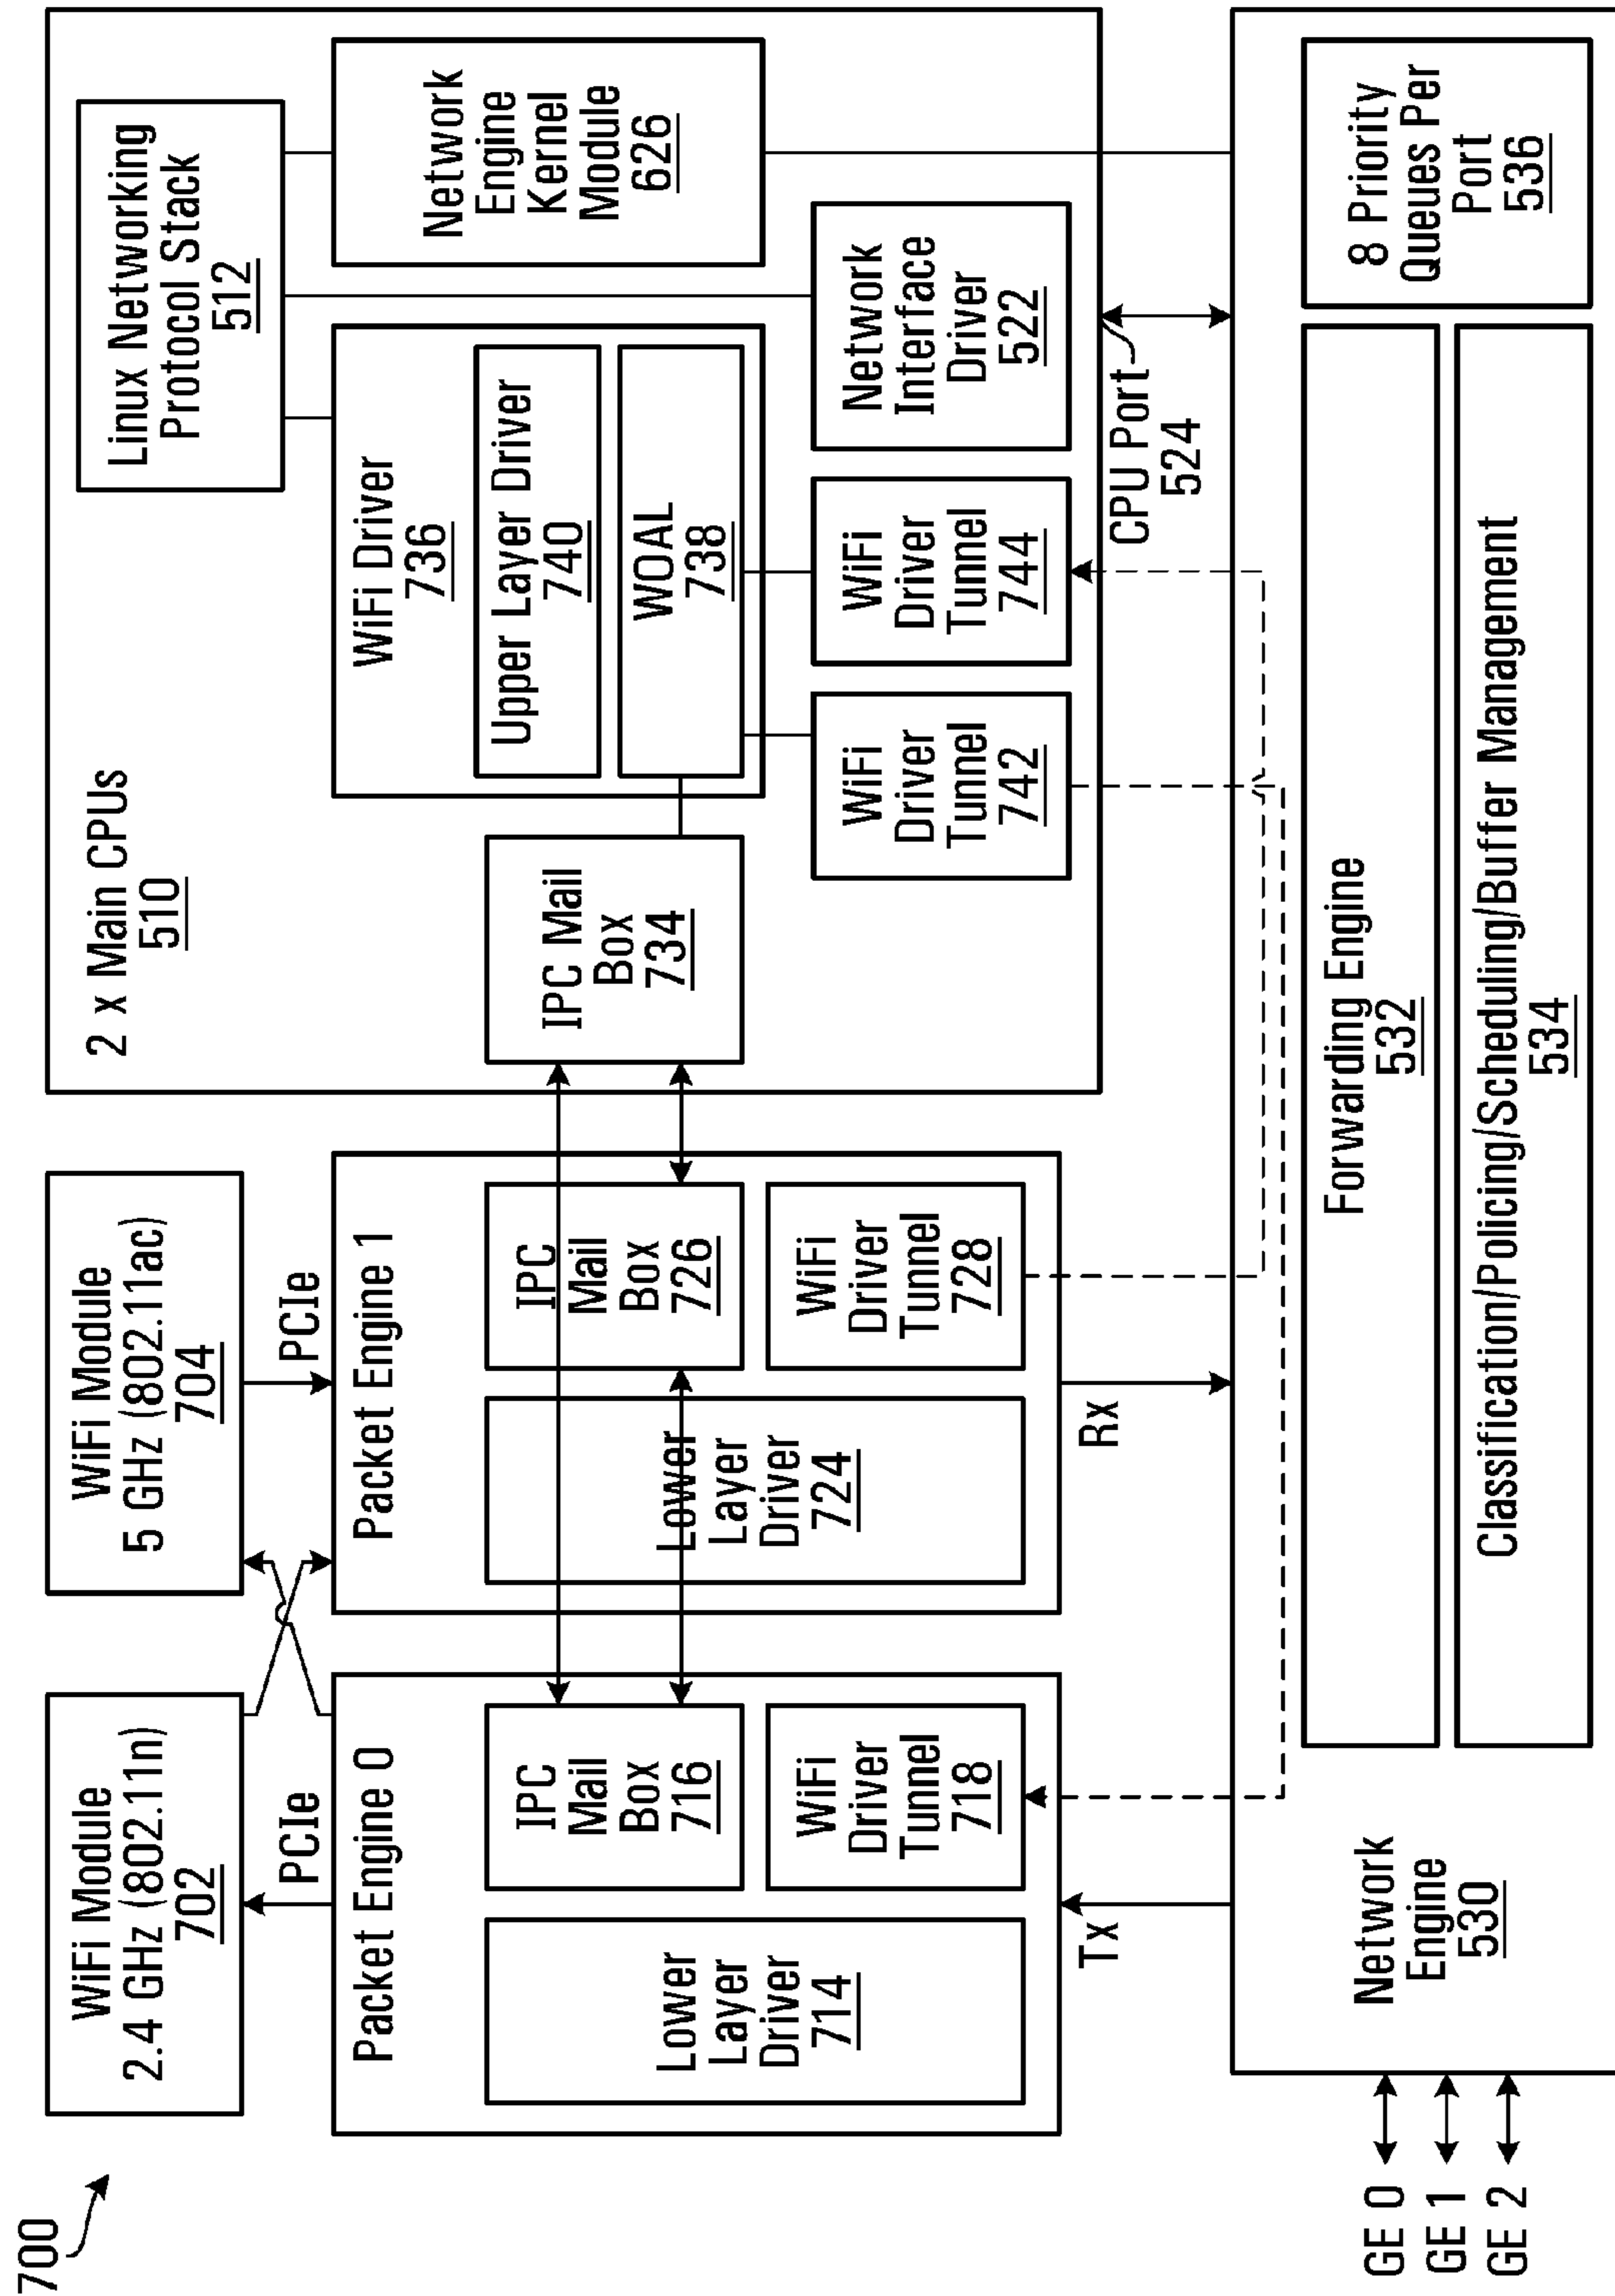 700
WiFi Module
2.4 GHz (802.11n)
702
WiFi Module
5 GHz (802.11ac)
704
PCIe
PCIe
Packet Engine 0
Lower
Layer
Driver
714
IPC
Mail
Box
716
WiFi
Driver
Tunnel
718
Packet Engine 1
Lower
Layer
Driver
724
IPC
Mail
Box
726
WiFi
Driver
Tunnel
728
2 x Main CPUs
510
Linux Networking
Protocol Stack
512
IPC Mail
Box
734
WiFi Driver
736
Upper Layer Driver
740
WOAL
738
Network
Engine
Kernel
Module
626
WiFi
Driver
Tunnel
742
WiFi
Driver
Tunnel
744
Network
Interface
Driver
522
Tx
Rx
CPU Port
524
GE 0
GE 1
GE 2
Network
Engine
530
Forwarding Engine
532
Classification/Policing/Scheduling/Buffer Management
534
8 Priority
Queues Per
Port
536